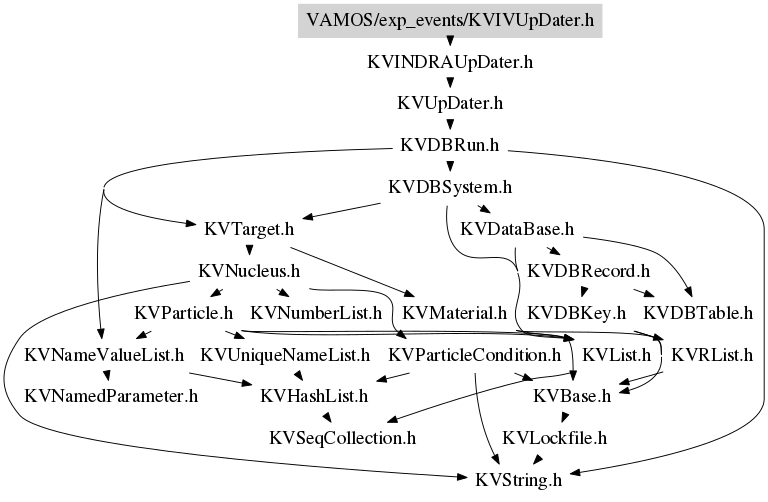 VAMOS/exp_events/KVIVUpDater.h
KVINDRAUpDater.h
KVUpDater.h
KVDBRun.h
KVDBSystem.h
KVTarget.h
KVDataBase.h
KVNucleus.h
KVDBRecord.h
KVParticle.h
KVNumberList.h
KVMaterial.h
KVDBKey.h
KVDBTable.h
KVNameValueList.h
KVUniqueNameList.h
KVParticleCondition.h
KVList.h
KVRList.h
KVNamedParameter.h
KVHashList.h
KVBase.h
KVSeqCollection.h
KVLockfile.h
KVString.h